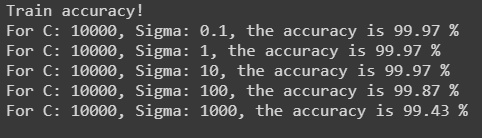 Train accuracy!
For C: 10000, Sigma: 0.1, the accuracy is 99.97 %
For C: 10000, Sigma: 1, the accuracy is 99.97 %
For C: 10000, Sigma: 10, the accuracy is 99.97 %
For C: 10000, Sigma: 100, the accuracy is 99.87 %
For C: 10000, Sigma: 1000, the accuracy is 99.43 %